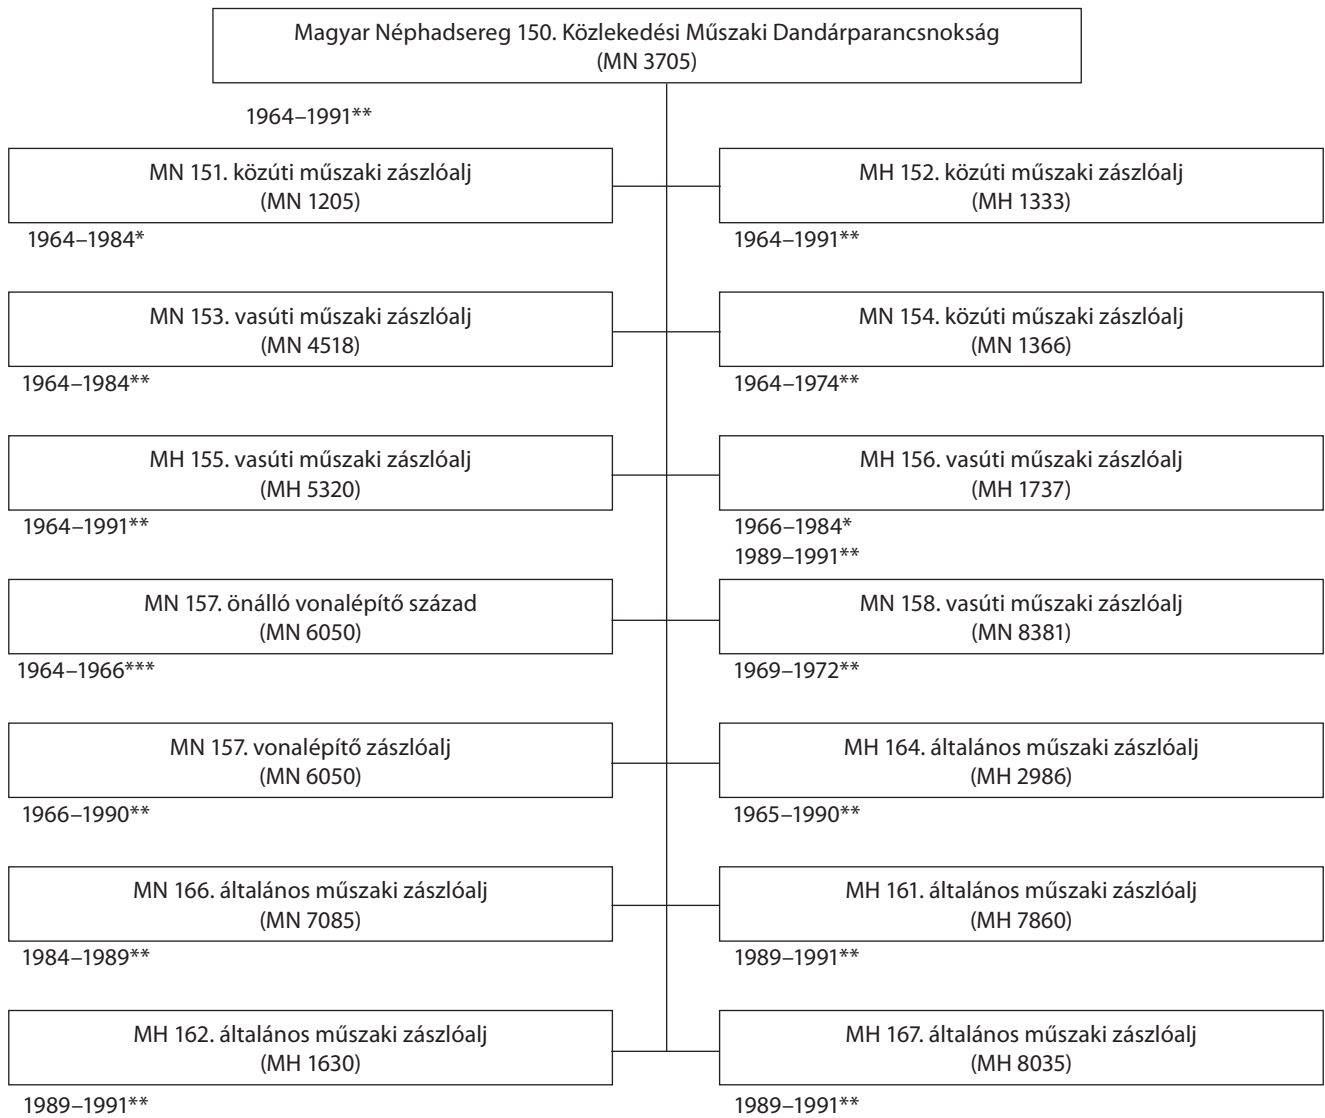 Magyar Néphadsereg 150. Közlekedési Műszaki Dandárparancsnokság
(MN 3705)
1964–1991**
MN 151. közúti műszaki zászlóalj
(MN 1205)
1964–1984*
MH 152. közúti műszaki zászlóalj
(MH 1333)
1964–1991**
MN 153. vasúti műszaki zászlóalj
(MN 4518)
1964–1984**
MN 154. közúti műszaki zászlóalj
(MN 1366)
1964–1974**
MH 155. vasúti műszaki zászlóalj
(MH 5320)
1964–1991**
MH 156. vasúti műszaki zászlóalj
(MH 1737)
1966–1984*
1989–1991**
MN 157. önálló vonalépítő század
(MN 6050)
1964–1966***
MN 158. vasúti műszaki zászlóalj
(MN 8381)
1969–1972**
MN 157. vonalépítő zászlóalj
(MN 6050)
1966–1990**
MH 164. általános műszaki zászlóalj
(MH 2986)
1965–1990**
MN 166. általános műszaki zászlóalj
(MN 7085)
1984–1989**
MH 161. általános műszaki zászlóalj
(MH 7860)
1989–1991**
MH 162. általános műszaki zászlóalj
(MH 1630)
1989–1991**
MH 167. általános műszaki zászlóalj
(MH 8035)
1989–1991**